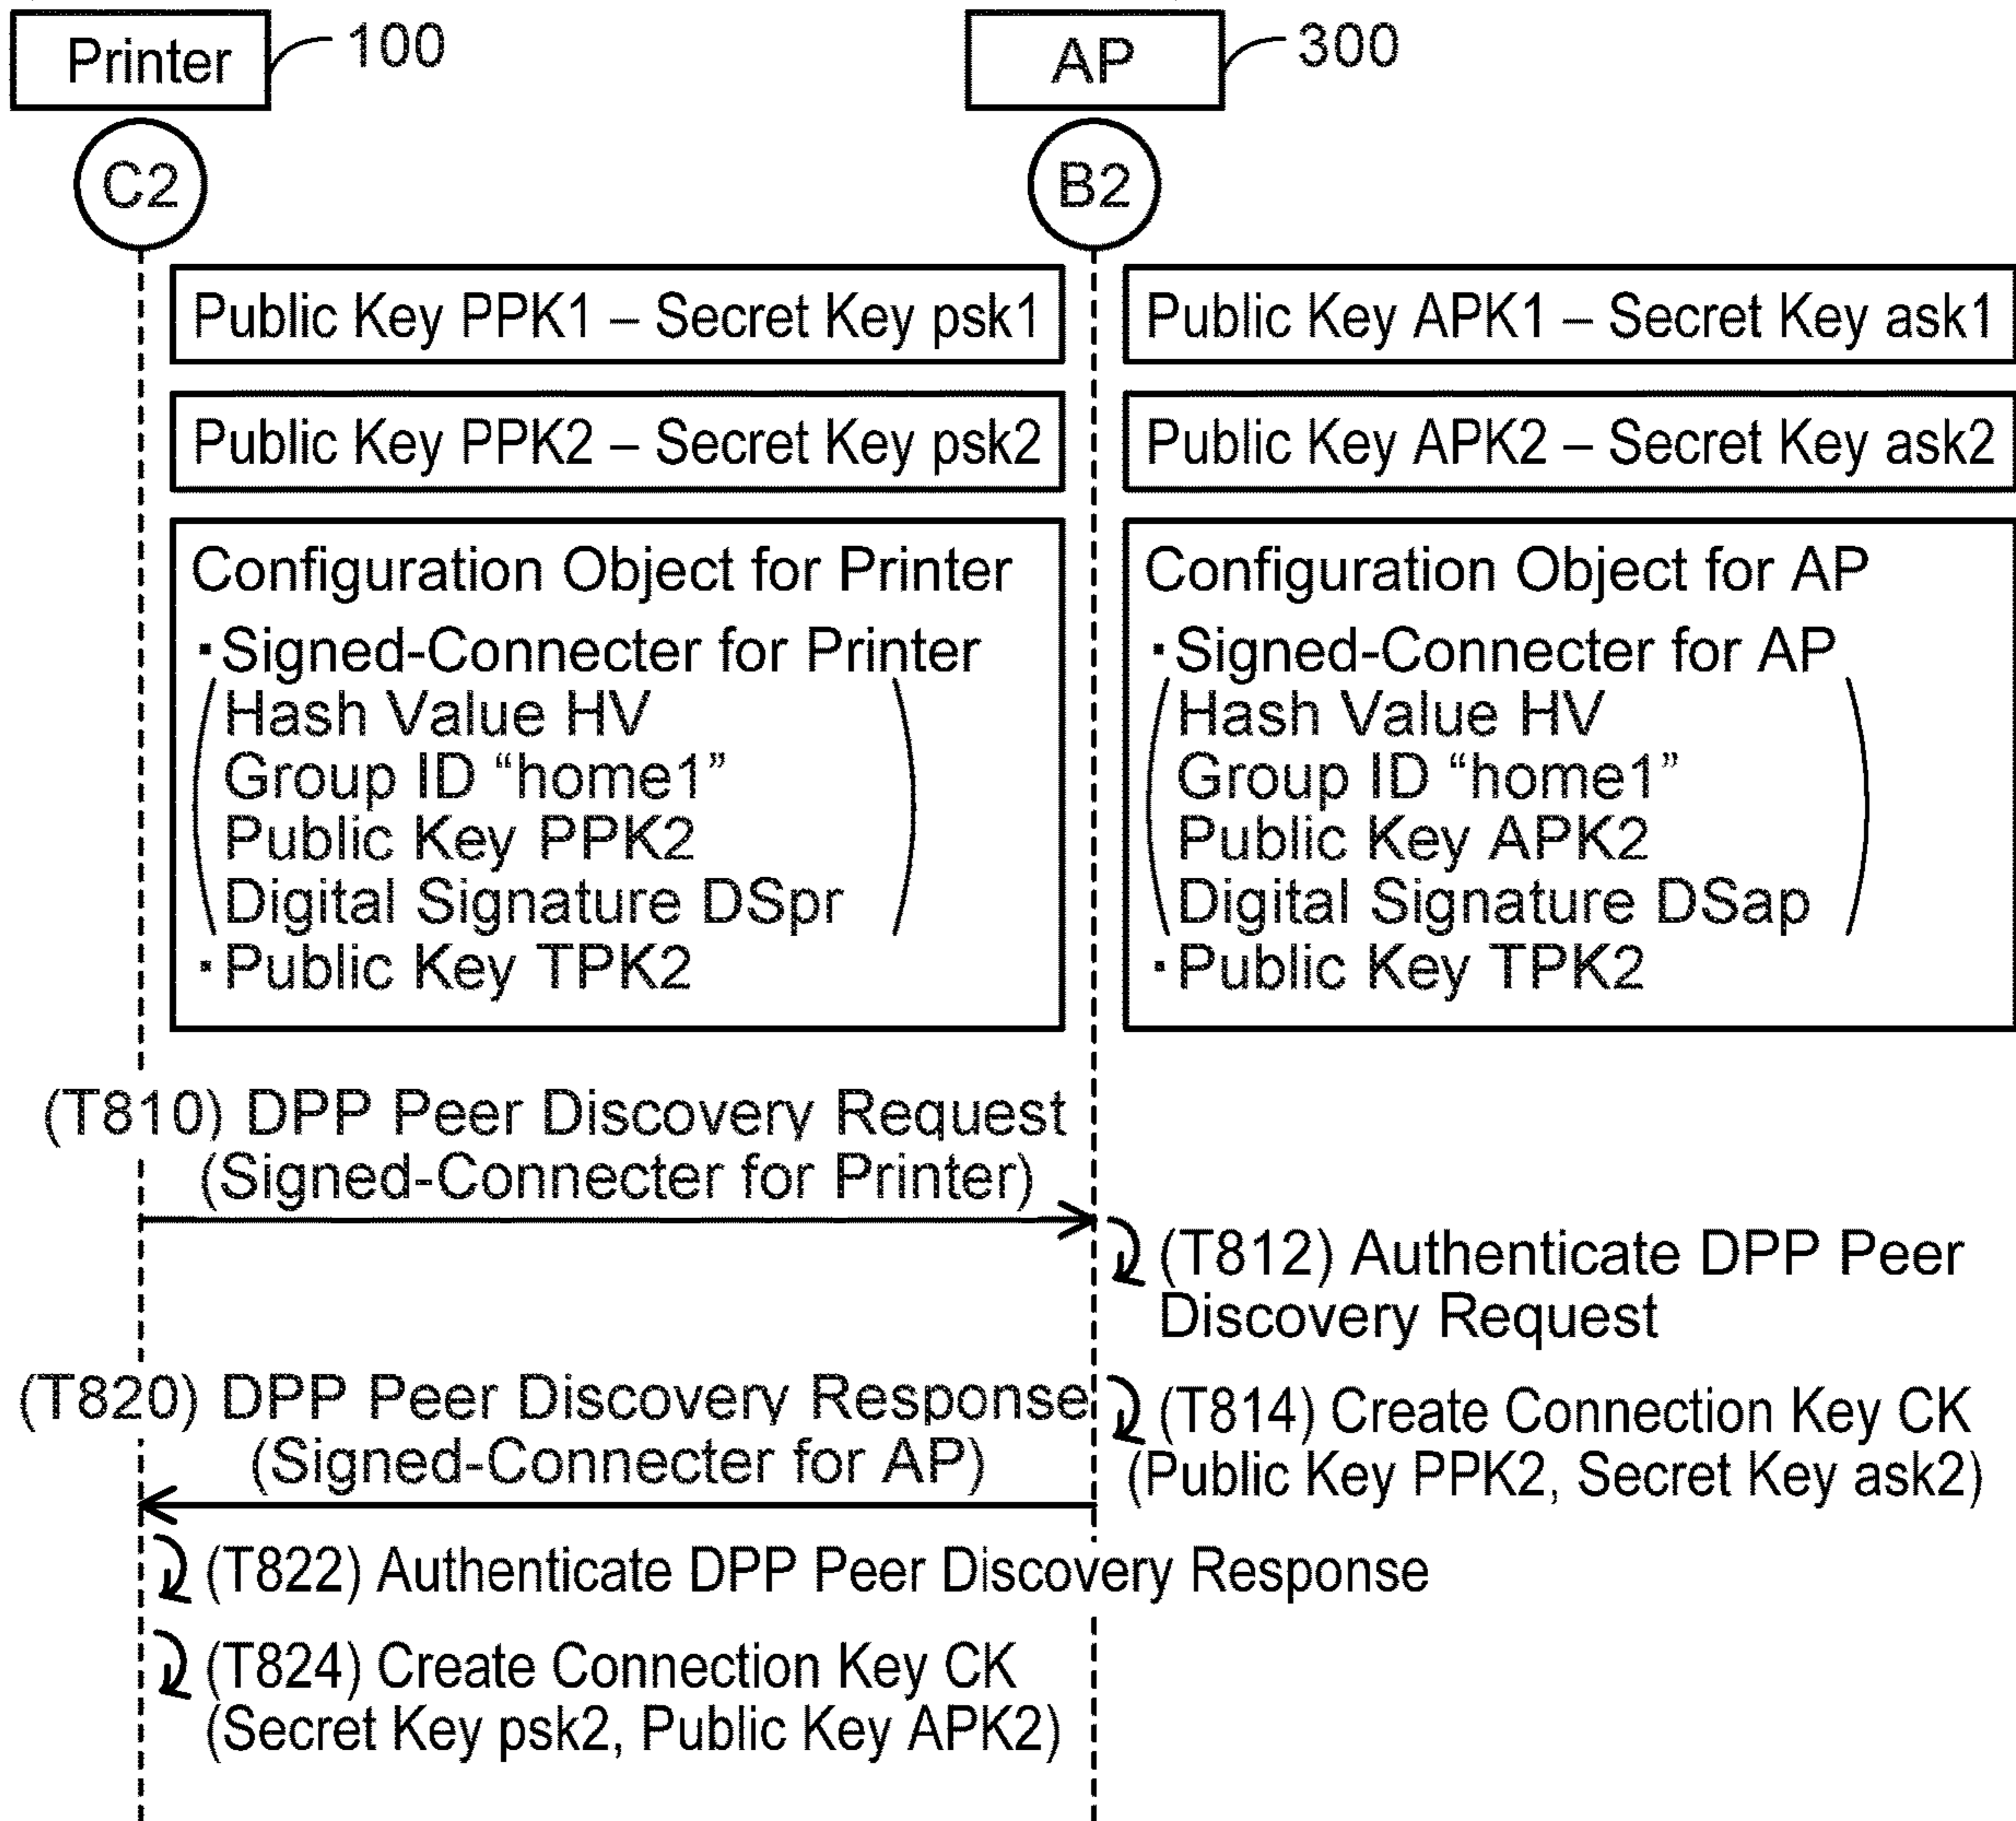 Printer 100
AP 300
C2
B2
Public Key PPK1 – Secret Key psk1
Public Key APK1 – Secret Key ask1
Public Key PPK2 – Secret Key psk2
Public Key APK2 – Secret Key ask2
Configuration Object for Printer
・Signed-Connecter for Printer
Hash Value HV
Group ID “home1”
Public Key PPK2
Digital Signature DSpr
・Public Key TPK2
Configuration Object for AP
・Signed-Connecter for AP
Hash Value HV
Group ID “home1”
Public Key APK2
Digital Signature DSap
・Public Key TPK2
(T810) DPP Peer Discovery Request
(Signed-Connecter for Printer)
(T812) Authenticate DPP Peer
Discovery Request
(T814) Create Connection Key CK
(Public Key PPK2, Secret Key ask2)
(T820) DPP Peer Discovery Response
(Signed-Connecter for AP)
(T822) Authenticate DPP Peer Discovery Response
(T824) Create Connection Key CK
(Secret Key psk2, Public Key APK2)